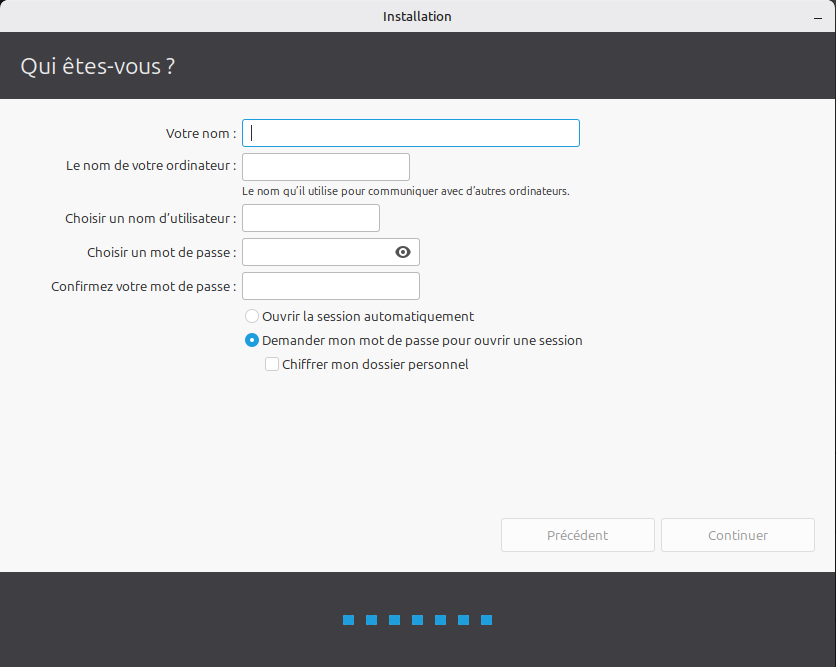 Installation
Qui êtes-vous ?
Votre nom :
Le nom de votre ordinateur :
Le nom qu’il utilise pour communiquer avec d’autres ordinateurs.
Choisir un nom d’utilisateur :
Choisir un mot de passe :
Confirmez votre mot de passe :
Ouvrir la session automatiquement
Demander mon mot de passe pour ouvrir une session
Chiffrer mon dossier personnel
Précédent Continuer